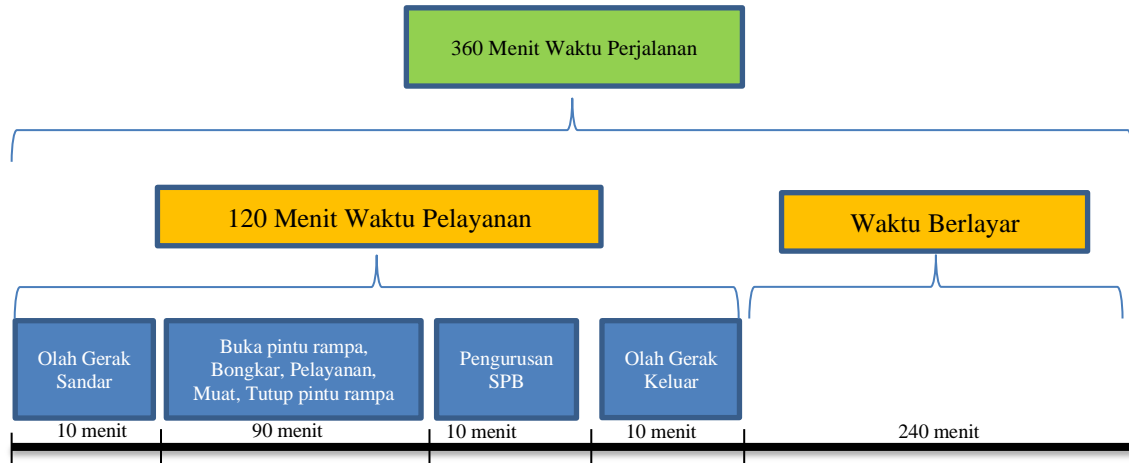 360 Menit Waktu Perjalanan
120 Menit Waktu Pelayanan
Waktu Berlayar
Olah Gerak
Sandar
Buka pintu rampa,
Bongkar, Pelayanan,
Muat, Tutup pintu rampa
Pengurusan
SPB
Olah Gerak
Keluar
10 menit
90 menit
10 menit
10 menit
240 menit